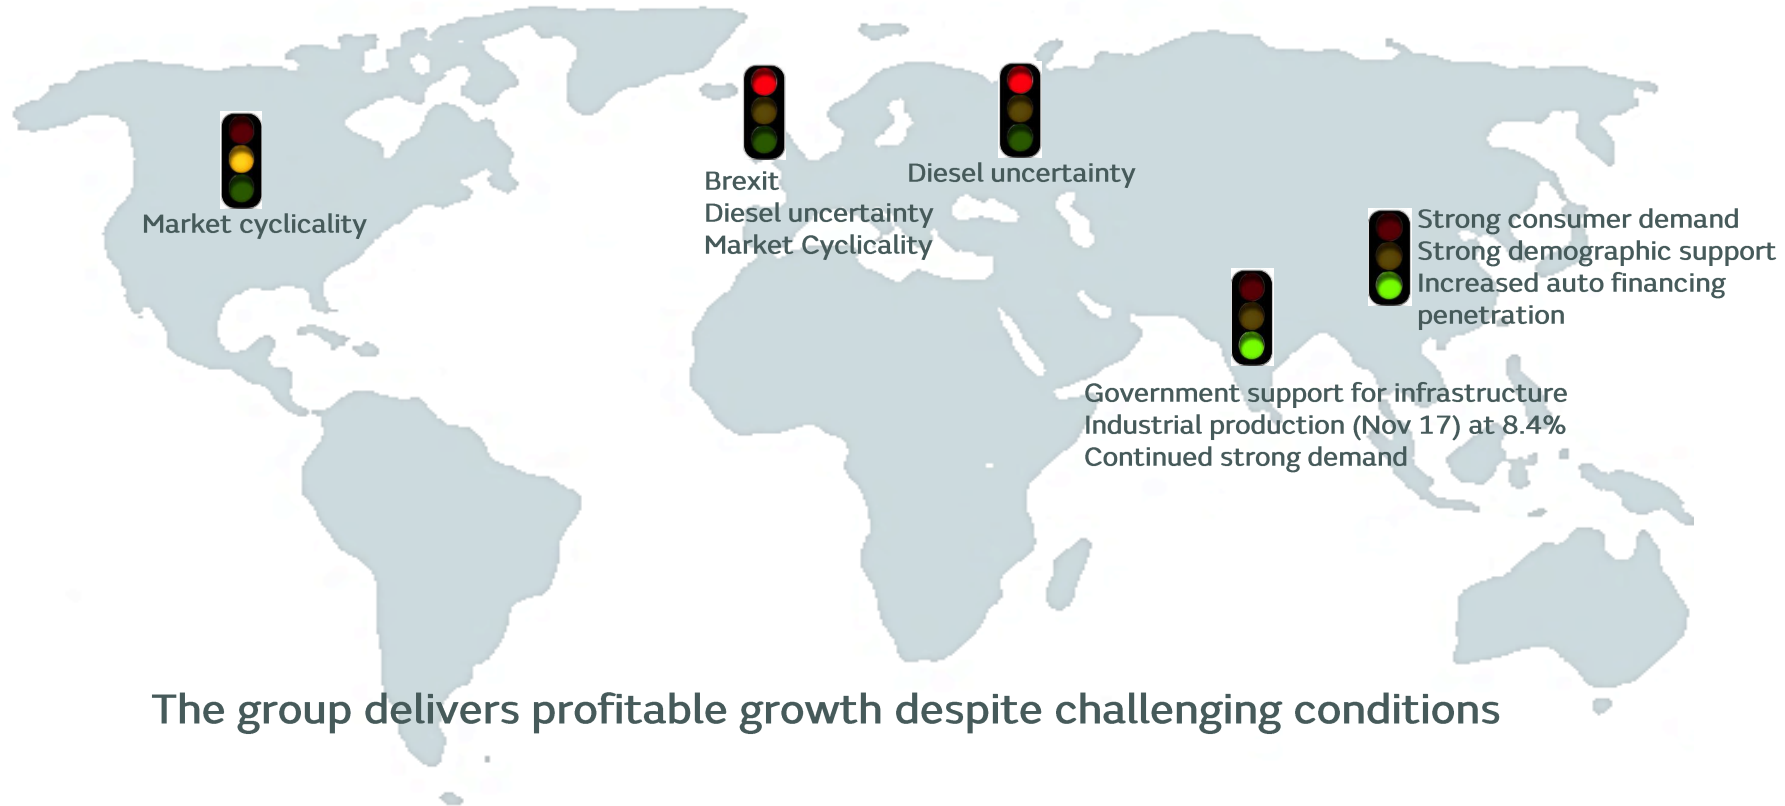 Market cyclicality
Brexit
Diesel uncertainty
Market Cyclicality
Diesel uncertainty
Strong consumer demand
Strong demographic support
Increased auto financing
penetration
Government support for infrastructure
Industrial production (Nov 17) at 8.4%
Continued strong demand
The group delivers profitable growth despite challenging conditions